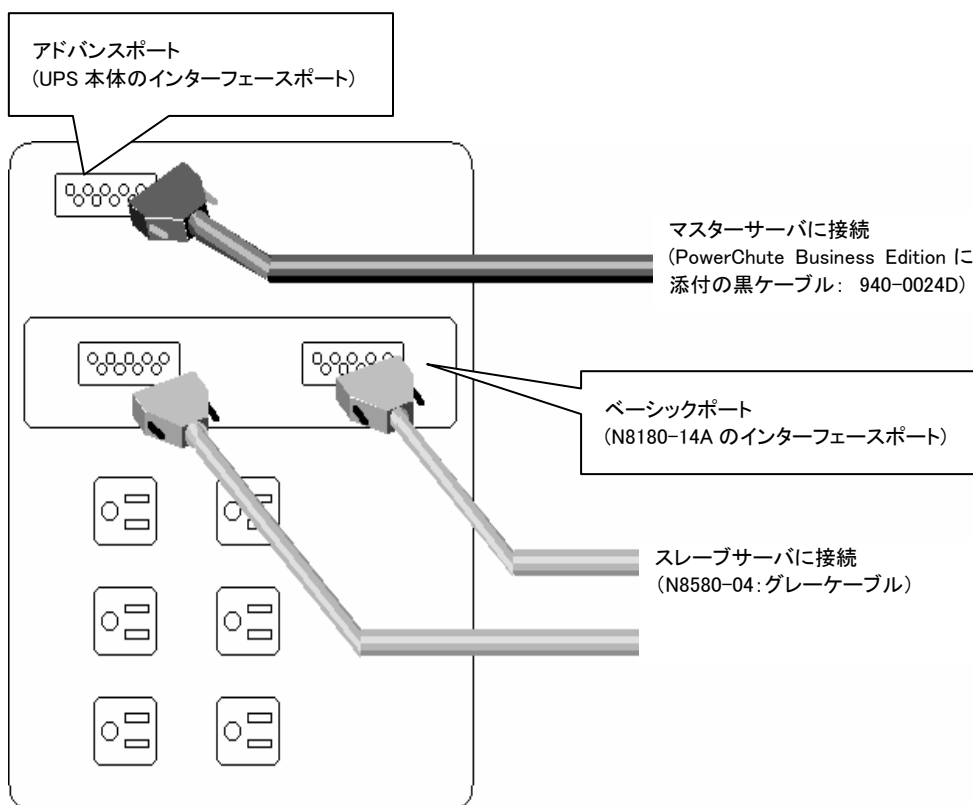 アドバンスポート
(UPS 本体のインターフェースポート)
マスターサーバに接続
(PowerChute Business Edition に
添付の黒ケーブル: 940-0024D)
ベーシックポート
(N8180-14A のインターフェースポート)
スレーブサーバに接続
(N8580-04:グレーケーブル)